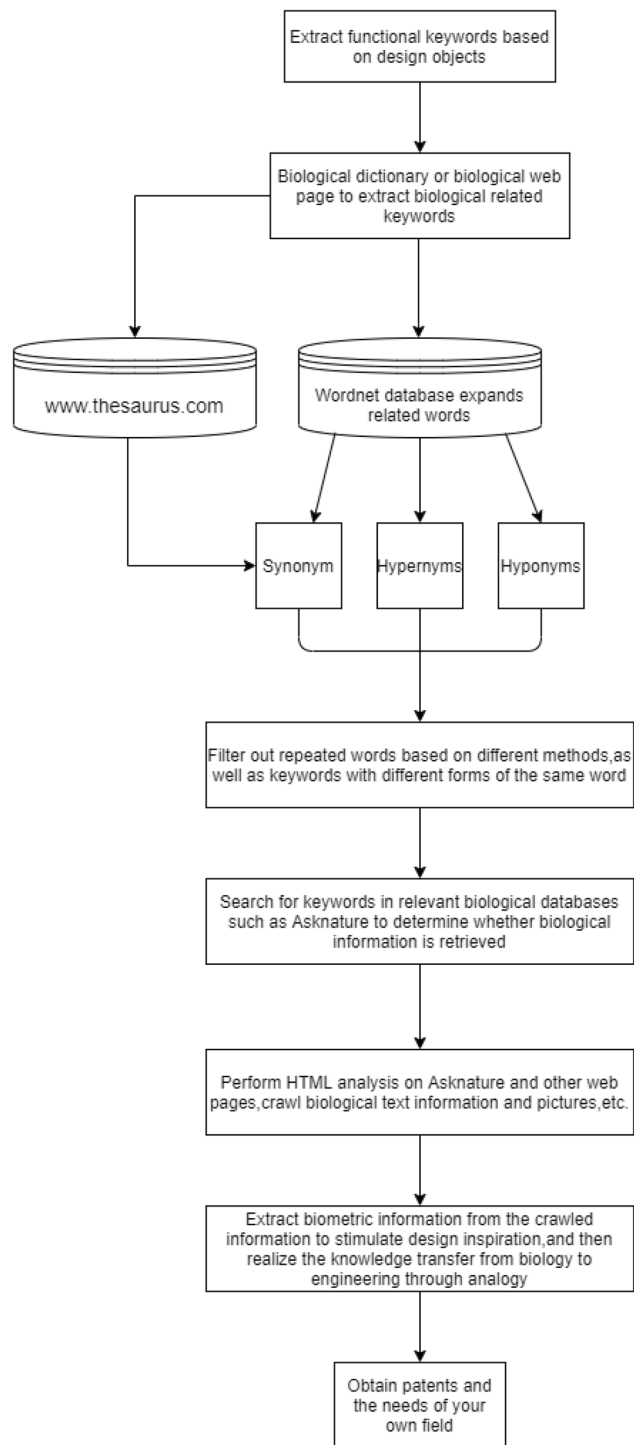 Extract functional keywords based
on design objects
Biological dictionary or biological web
page to extract biological related
keywords
www.thesaurus.com
Wordnet database expands
related words
Synonym
Hypernyms
Hyponyms
Filter out repeated words based on different methods,as
well as keywords with different forms of the same word
Search for keywords in relevant biological databases
such as Asknature to determine whether biological
information is retrieved
Perform HTML analysis on Asknature and other web
pages,crawl biological text information and pictures,etc.
Extract biometric information from the crawled
information to stimulate design inspiration,and then
realize the knowledge transfer from biology to
engineering through analogy
Obtain patents and
the needs of your
own field